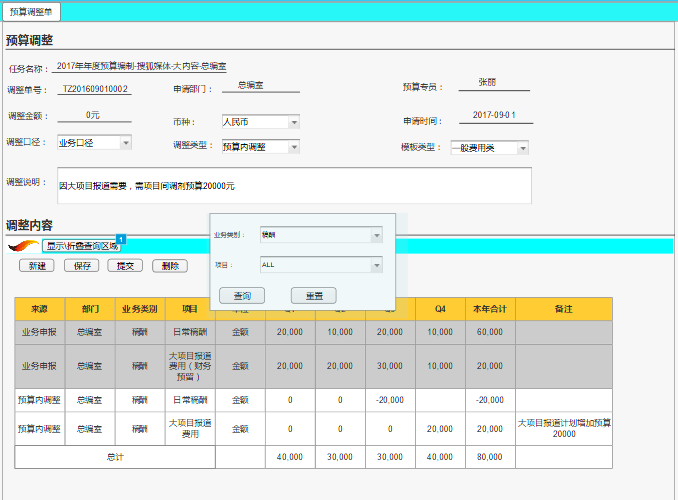 预算调整单
预算调整
任务名称： 2017年年度预算编制-搜狐媒体-大内容-总编室
调整单号： TZ201609010002 申请部门： 总编室 预算专员： 张丽
调整金额： 0元 币种： 人民币 申请时间： 2017-09-01
调整口径： 业务口径 调整类型： 预算内调整 模板类型： 一般费用类
调整说明： 因大项目报道需要，需项目间调剂预算20000元
调整内容
显示\折叠查询区域 1
业务类别： 稿酬
项目： ALL
查询 重置
新建 保存 提交 删除
来源 部门 业务类别 项目 Q4 本年合计 备注
业务申报 总编室 稿酬 日常稿酬 金额 20,000 10,000 20,000 10,000 60,000
业务申报 总编室 稿酬 大项目报道费用（财务预留） 金额 20,000 20,000 30,000 10,000 20,000
预算内调整 总编室 稿酬 日常稿酬 金额 0 0 -20,000 -20,000
预算内调整 总编室 稿酬 大项目报道费用 金额 0 0 0 20,000 20,000 大项目报道计划增加预算20000
总计 40,000 30,000 30,000 40,000 80,000